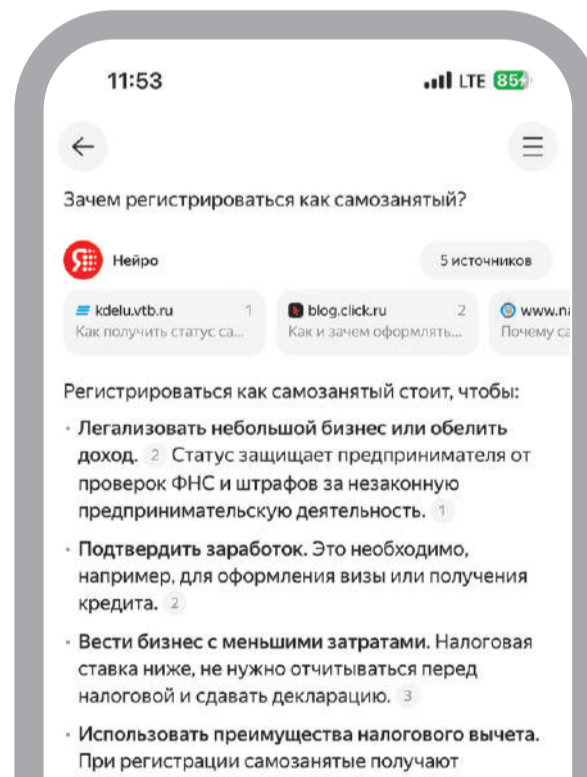 11:53 LTE 85
Зачем регистрироваться как самозанятый?
Нейро 5 источников
kdelu.vtb.ru 1 blog.click.ru 2 www.n
Как получить статус са... Как и зачем оформлять... Почему са
Регистрироваться как самозанятый стоит, чтобы:
• Легализовать небольшой бизнес или обелить
доход. 2 Статус защищает предпринимателя от
проверок ФНС и штрафов за незаконную
предпринимательскую деятельность. 1
• Подтвердить заработок. Это необходимо,
например, для оформления визы или получения
кредита. 2
• Вести бизнес с меньшими затратами. Налоговая
ставка ниже, не нужно отчитываться перед
налоговой и сдавать декларацию. 3
• Использовать преимущества налогового вычета.
При регистрации самозанятые получают